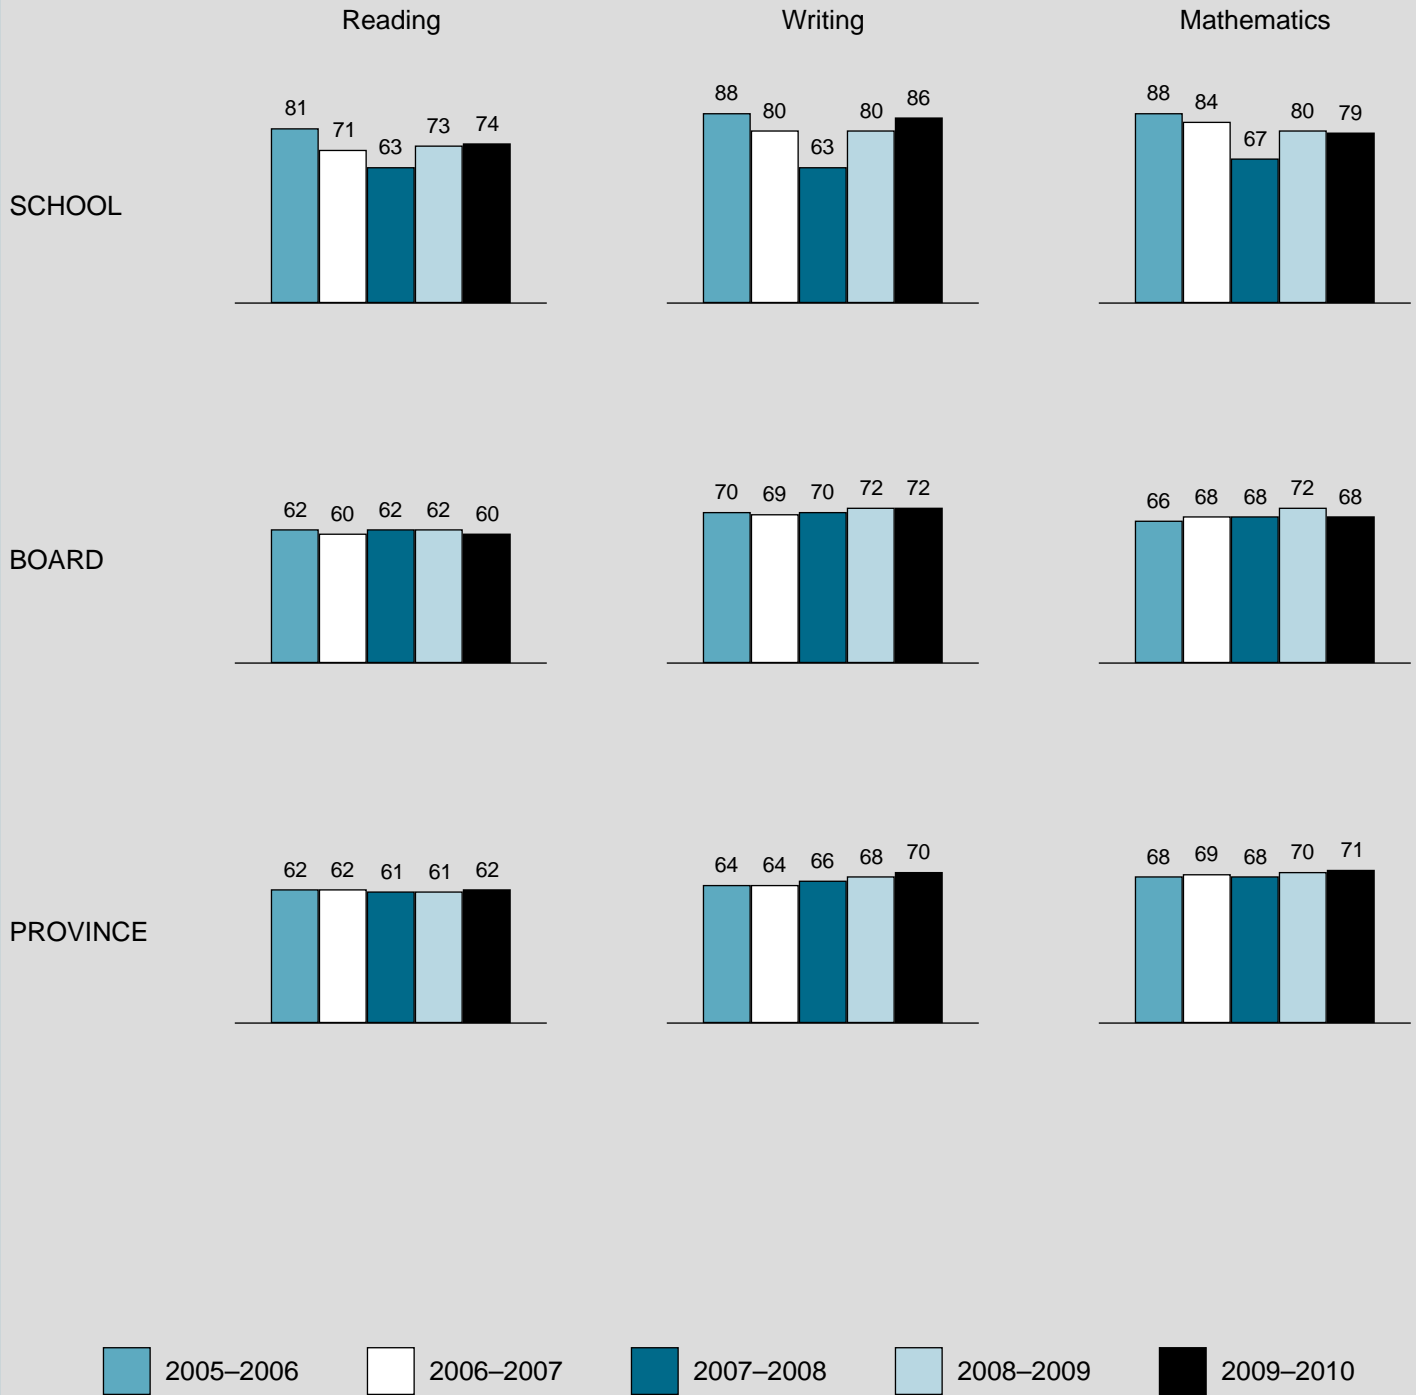 Reading Writing Mathematics
SCHOOL
81 71 63 73 74
88 80 63 80 86
88 84 67 80 79
BOARD
62 60 62 62 60
70 69 70 72 72
66 68 68 72 68
PROVINCE
62 62 61 61 62
64 64 66 68 70
68 69 68 70 71
2005–2006 2006–2007 2007–2008 2008–2009 2009–2010